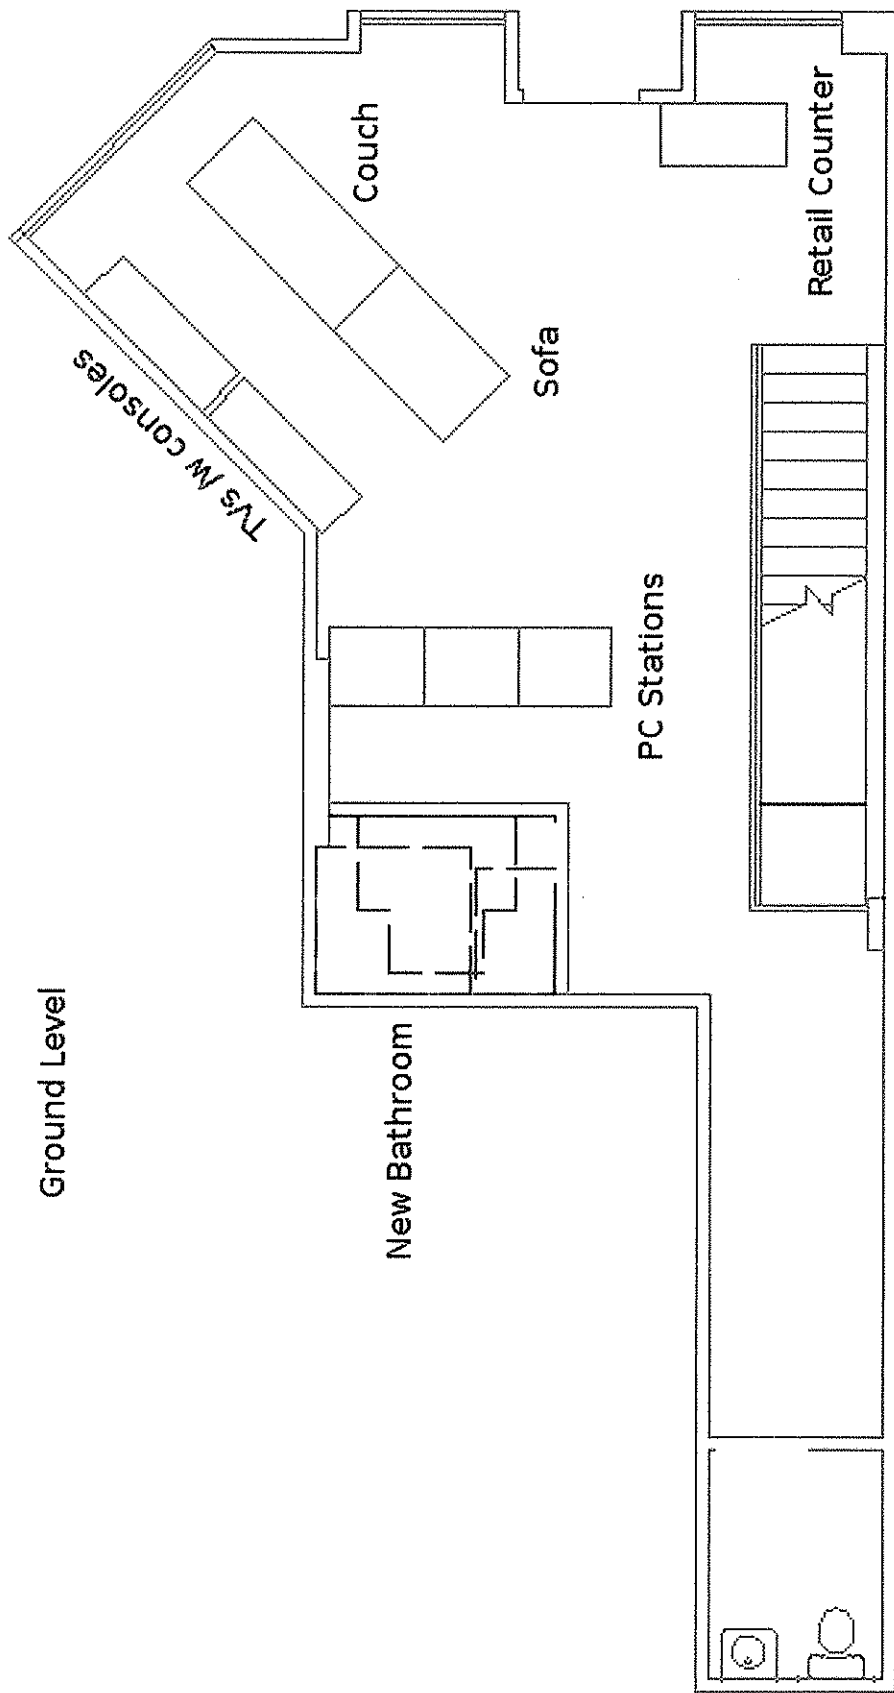 Ground Level
New Bathroom
TVs /w consoles
Couch
Sofa
PC Stations
Retail Counter